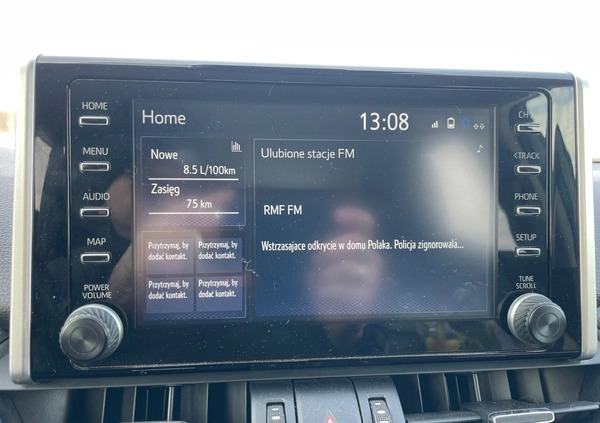 HOME
MENU
AUDIO
MAP
POWER
VOLUME
Home
13:08
Nowe
8.5 L/100km
Zasięg
75 km
Przytrzymaj, by
dodać kontakt.
Przytrzymaj, by
dodać kontakt.
Przytrzymaj, by
dodać kontakt.
Przytrzymaj, by
dodać kontakt.
Ulubione stacje FM
RMF FM
Wstrzasajace odkrycie w domu Polaka. Policja zignorowala...
CH
<TRACK
PHONE
SETUP
TUNE
SCROLL